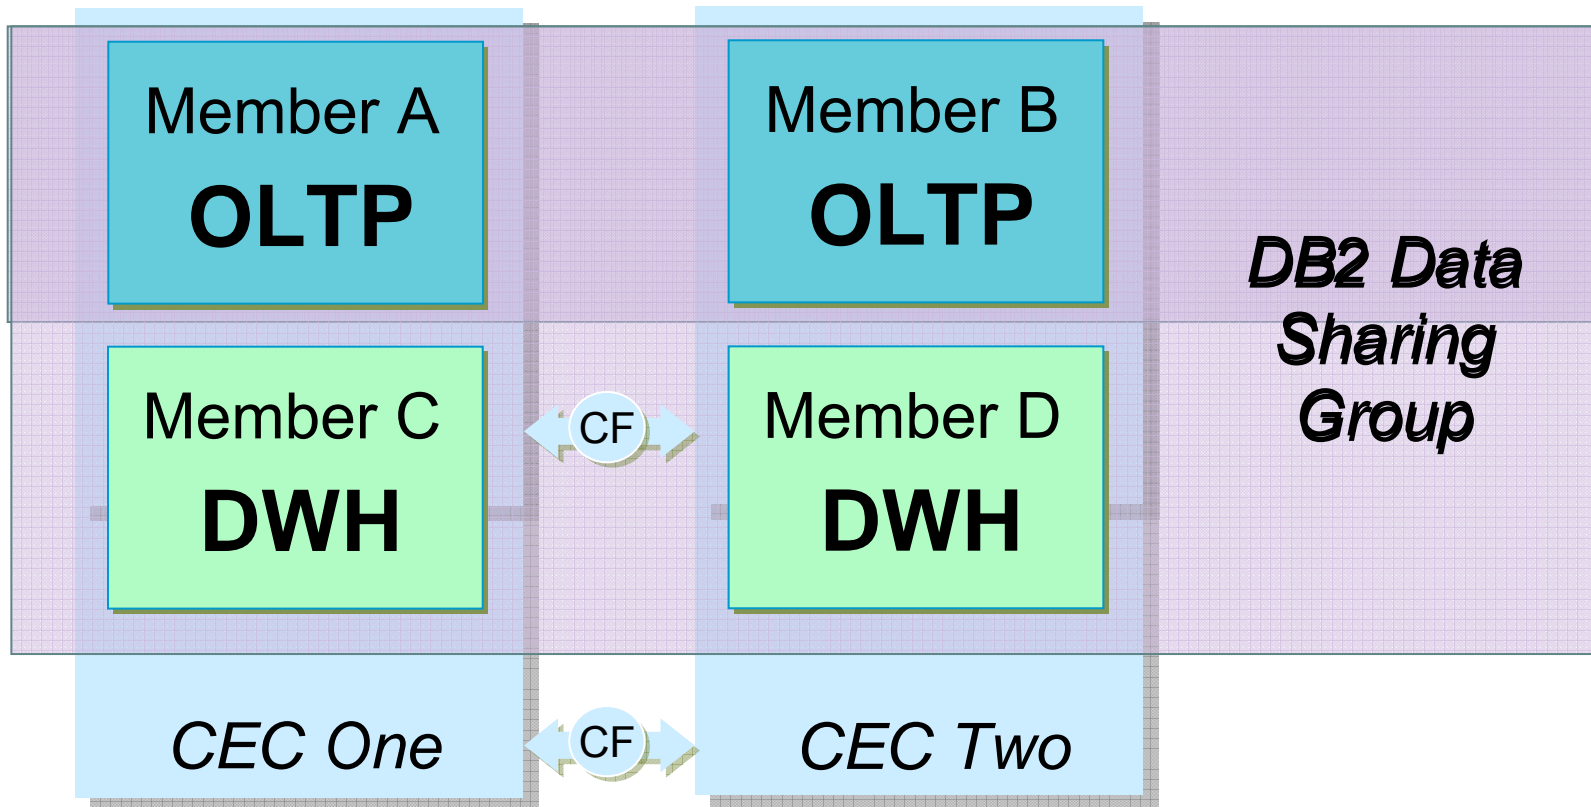 Member A
OLTP
Member B
OLTP
DB2 Data
Sharing
Group
Member C
DWH
CF
Member D
DWH
CEC One
CF
CEC Two